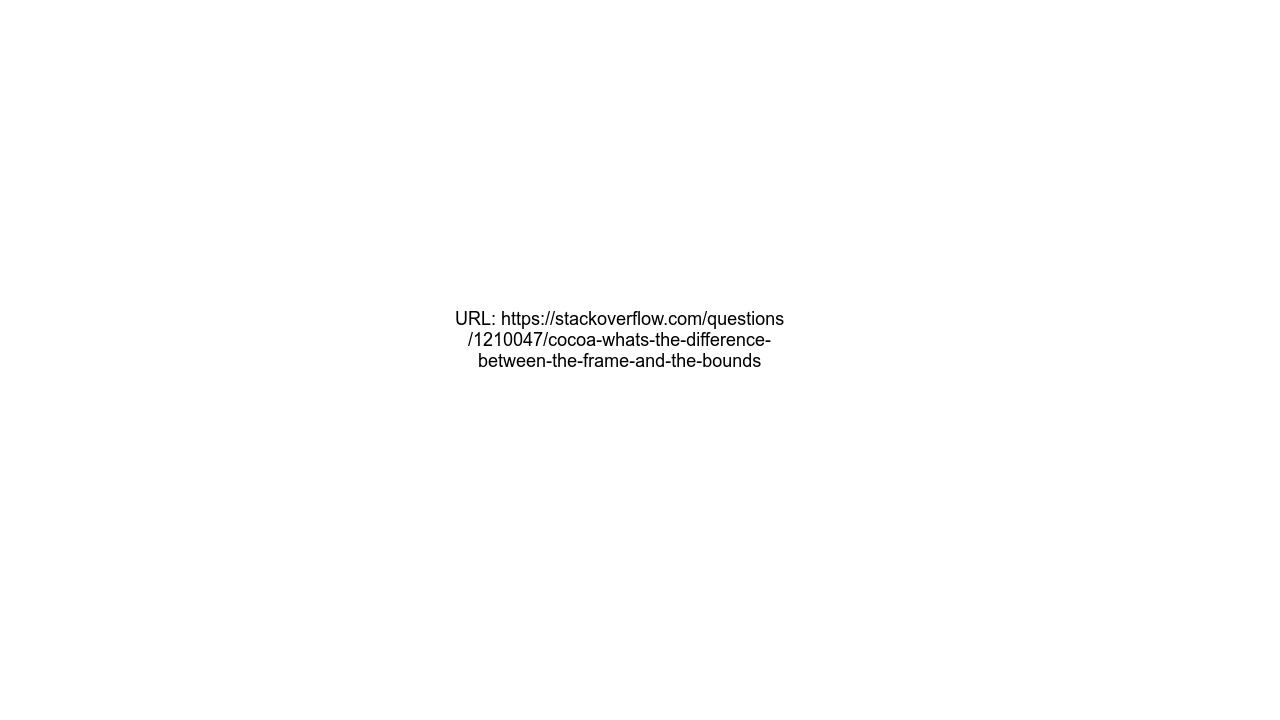 URL: https://stackoverflow.com/questions
/1210047/cocoa-whats-the-difference-
between-the-frame-and-the-bounds